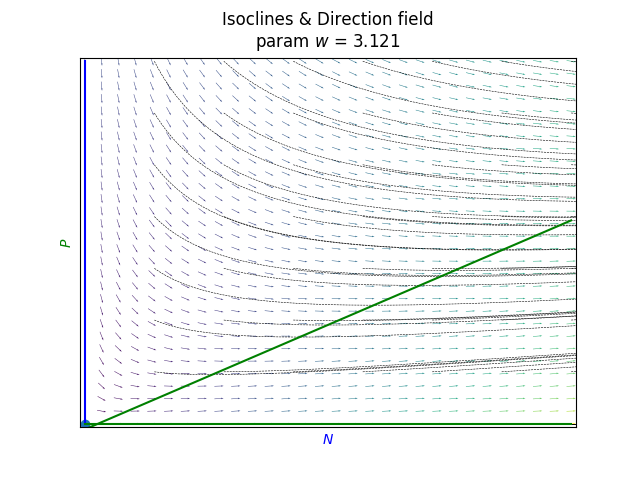 Isoclines & Direction field
param w = 3.121
P
N